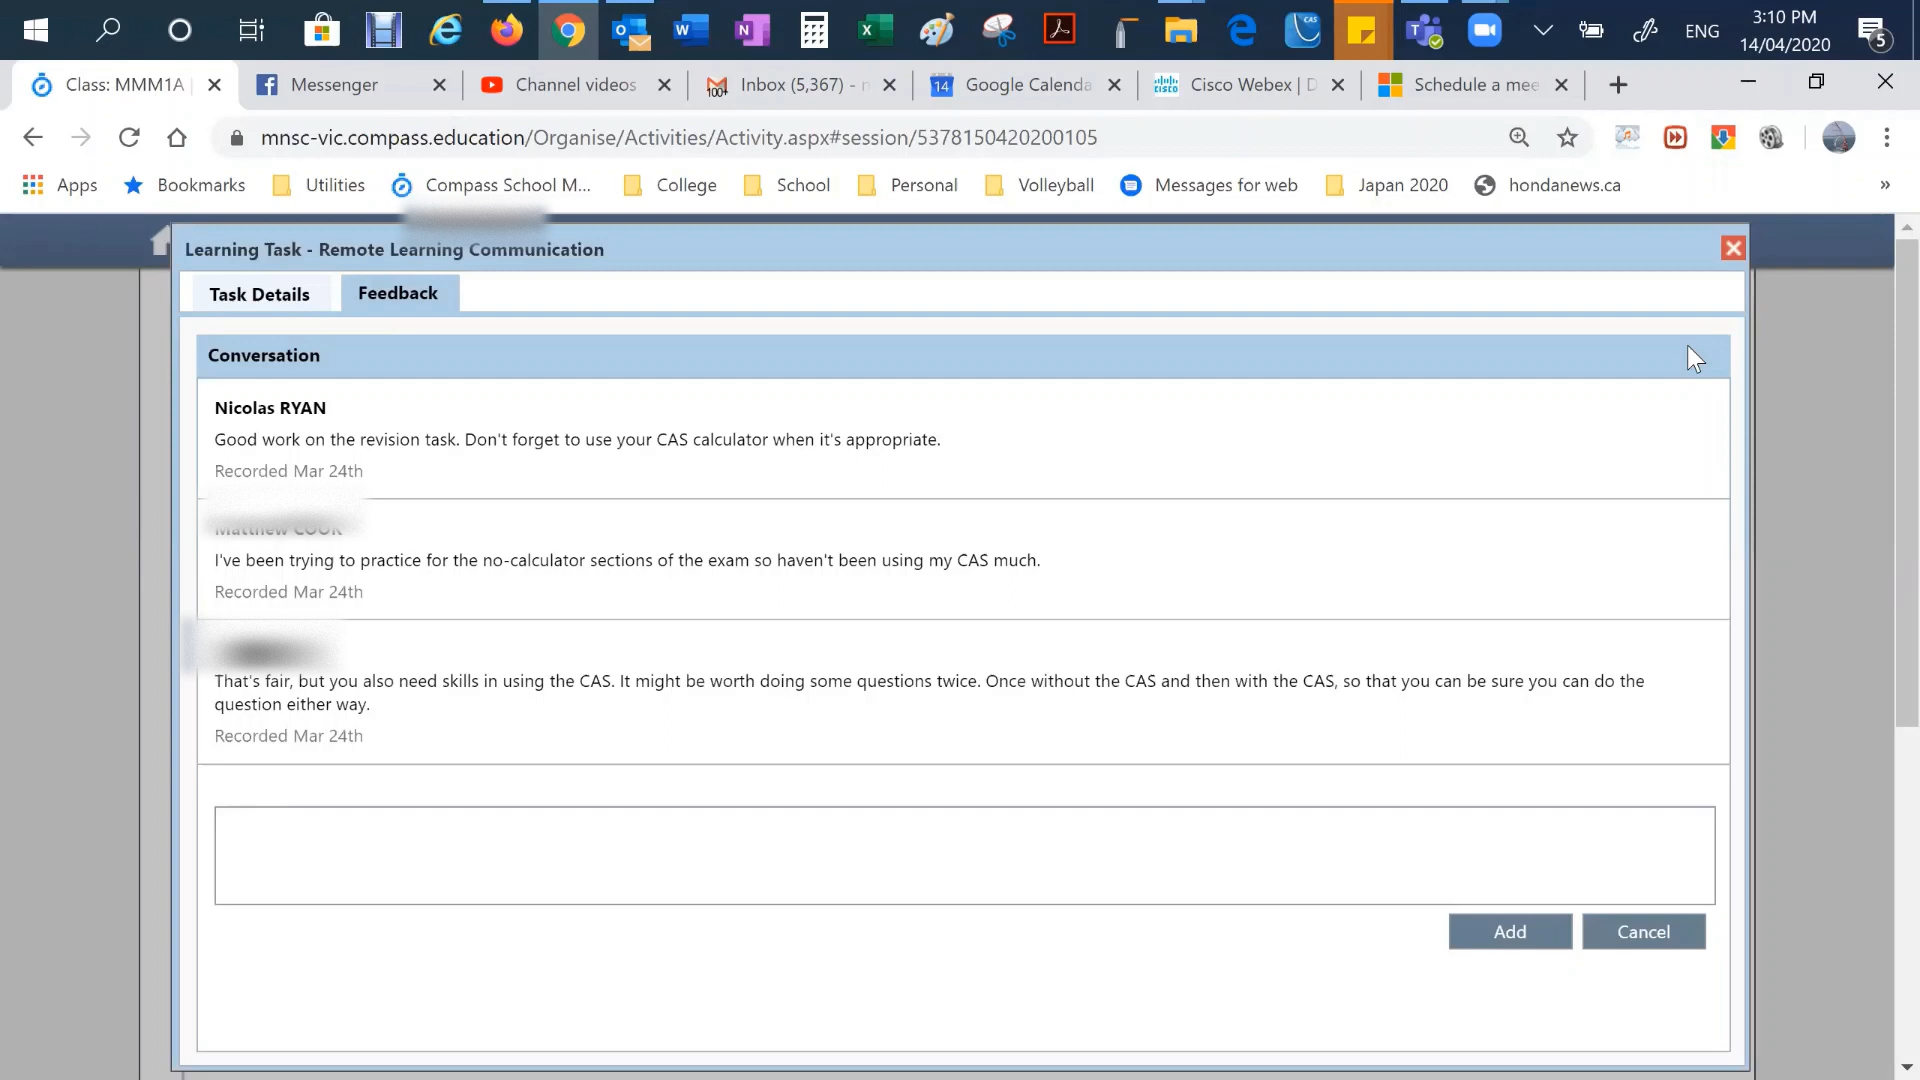 3:10 PM
ENG
14/04/2020
5
Class: MMM1A
Messenger
Channel videos
100+
Inbox (5,367) - n
14
Google Calenda
Cisco Webex | D
Schedule a mee
mnsc-vic.compass.education/Organise/Activities/Activity.aspx#session/5378150420200105
Apps
Bookmarks
Utilities
Compass School M...
College
School
Personal
Volleyball
Messages for web
Japan 2020
hondanews.ca
Learning Task - Remote Learning Communication
Task Details
Feedback
Conversation
Nicolas RYAN
Good work on the revision task. Don't forget to use your CAS calculator when it's appropriate.
Recorded Mar 24th
I've been trying to practice for the no-calculator sections of the exam so haven't been using my CAS much.
Recorded Mar 24th
That's fair, but you also need skills in using the CAS. It might be worth doing some questions twice. Once without the CAS and then with the CAS, so that you can be sure you can do the
question either way.
Recorded Mar 24th
Add
Cancel